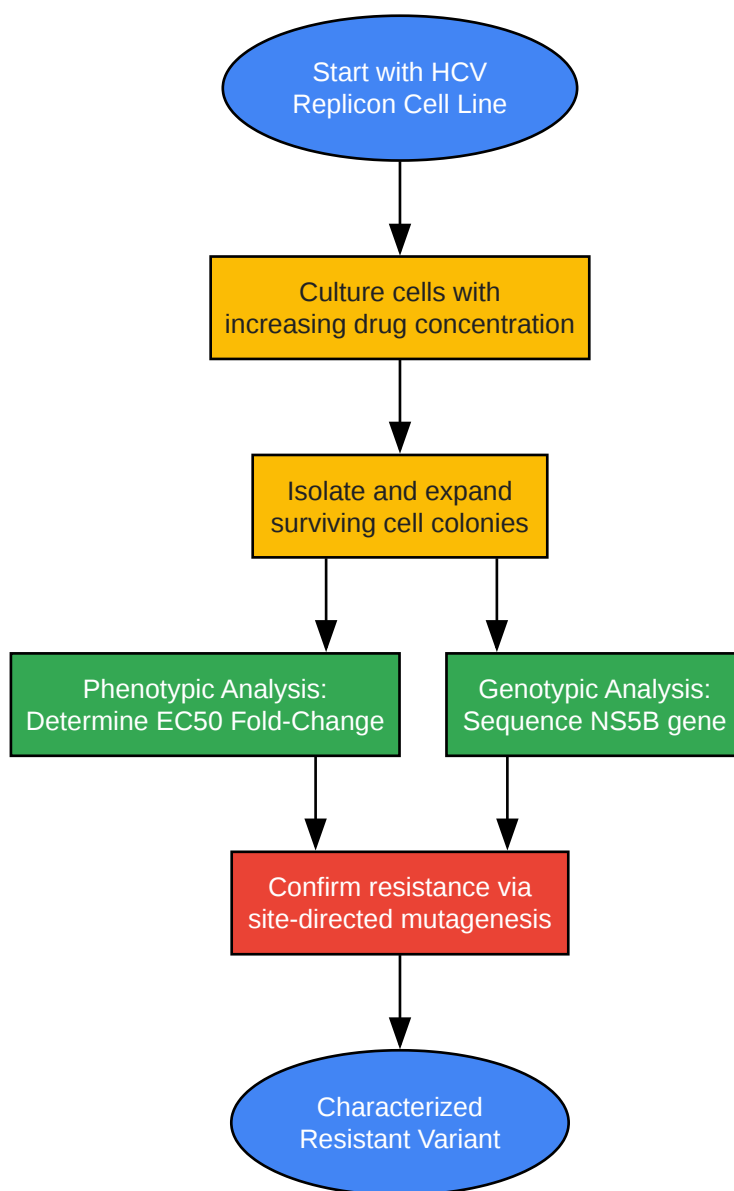 Start with HCV
Replicon Cell Line
Culture cells with
increasing drug concentration
Isolate and expand
surviving cell colonies
Phenotypic Analysis:
Determine EC50 Fold-Change
Genotypic Analysis:
Sequence NS5B gene
Confirm resistance via
site-directed mutagenesis
Characterized
Resistant Variant